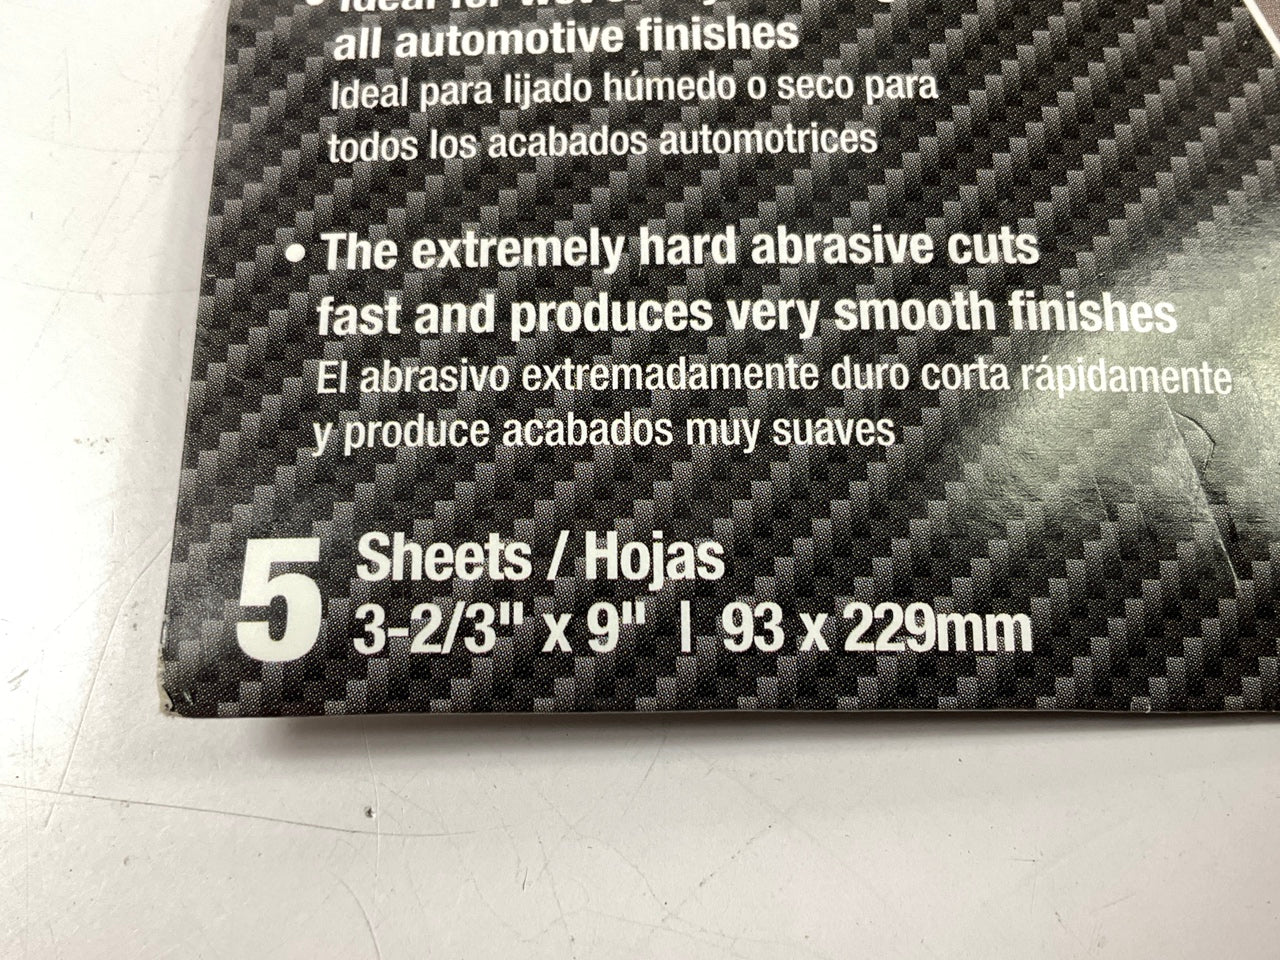 • Ideal for
all automotive finishes
Ideal para lijado húmedo o seco para
todos los acabados automotrices
• The extremely hard abrasive cuts
fast and produces very smooth finishes
El abrasivo extremadamente duro corta rápidamente
y produce acabados muy suaves
5 Sheets / Hojas
3-2/3" x 9" | 93 x 229mm